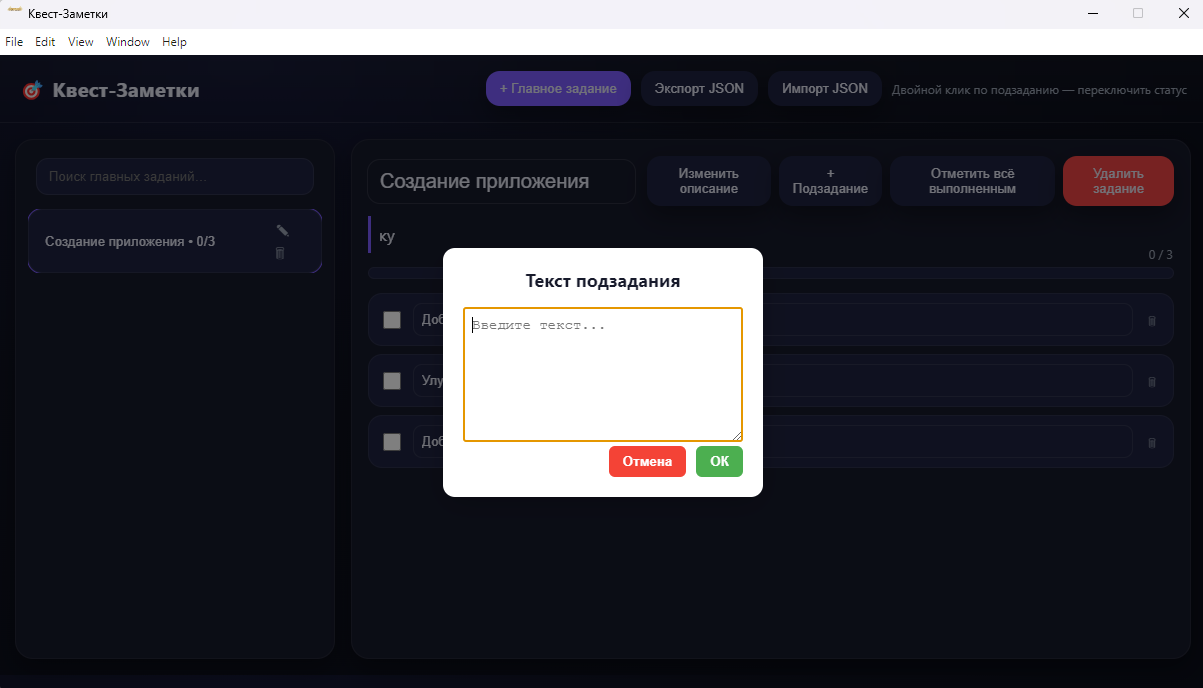 Квест-Заметки
File Edit View Window Help
Квест-Заметки
+ Главное задание
Экспорт JSON
Импорт JSON
Двойной клик по подзаданию — переключить статус
Поиск главных заданий...
Создание приложения • 0/3
Создание приложения
Изменить
описание
+
Подзадание
Отметить всё
выполненным
Удалить
задание
ку
0 / 3
Доб
Улу
Доб
Текст подзадания
Введите текст...
Отмена
ОК